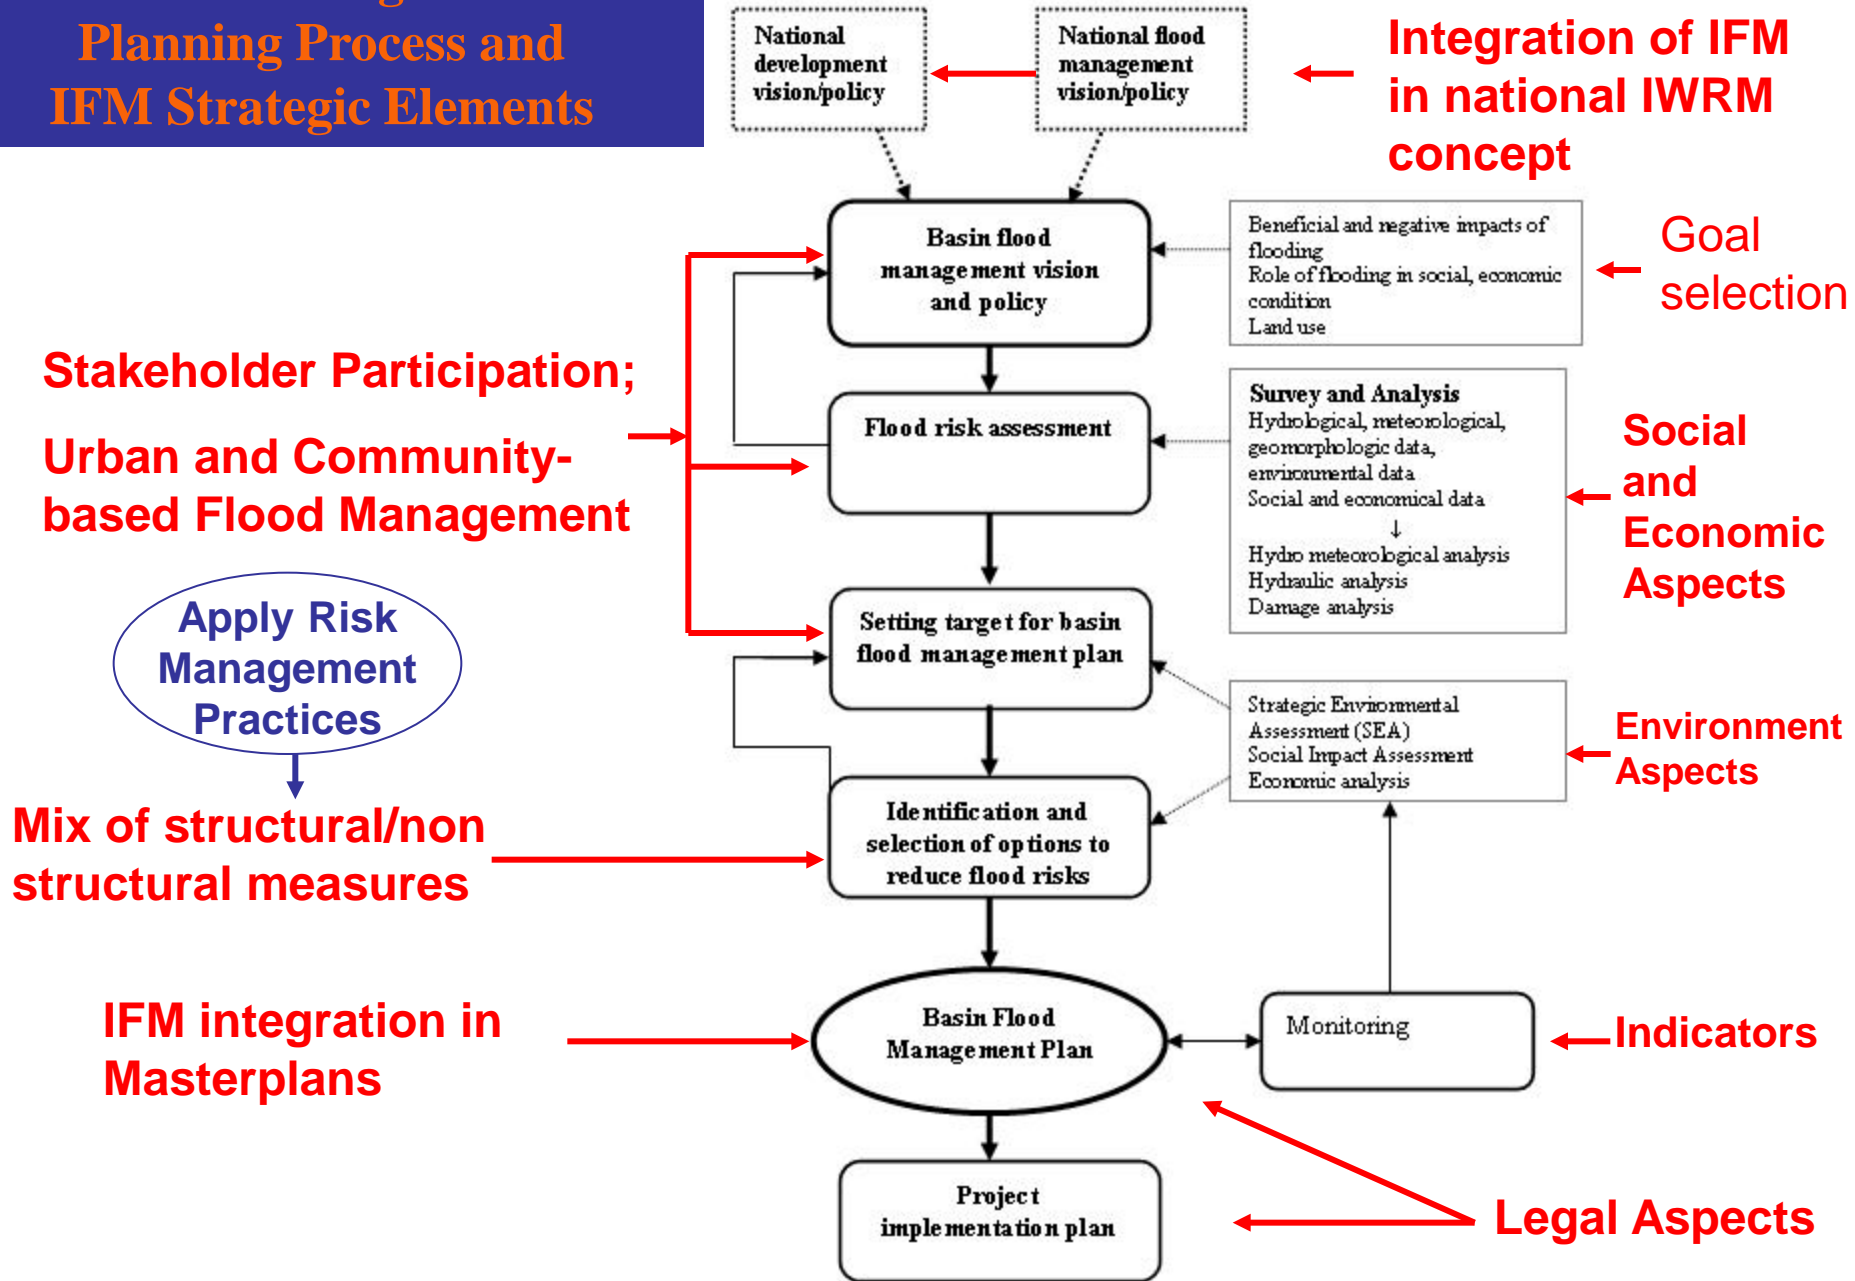 Planning Process and
IFM Strategic Elements
National
development
vision/policy
National flood
management
vision/policy
Integration of IFM
in national IWRM
concept
Basin flood
management vision
and policy
Beneficial and negative impacts of
flooding
Role of flooding in social, economic
condition
Land use
Goal
selection
Stakeholder Participation;
Urban and Community-
based Flood Management
Flood risk assessment
Survey and Analysis
Hydrological, meteorological,
geomorphologic data,
environmental data
Social and economical data
↓
Hydro meteorological analysis
Hydraulic analysis
Damage analysis
Social
and
Economic
Aspects
Apply Risk
Management
Practices
Setting target for basin
flood management plan
Strategic Environmental
Assessment (SEA)
Social Impact Assessment
Economic analysis
Environment
Aspects
Mix of structural/non
structural measures
Identification and
selection of options to
reduce flood risks
IFM integration in
Masterplans
Basin Flood
Management Plan
Monitoring
Indicators
Project
implementation plan
Legal Aspects